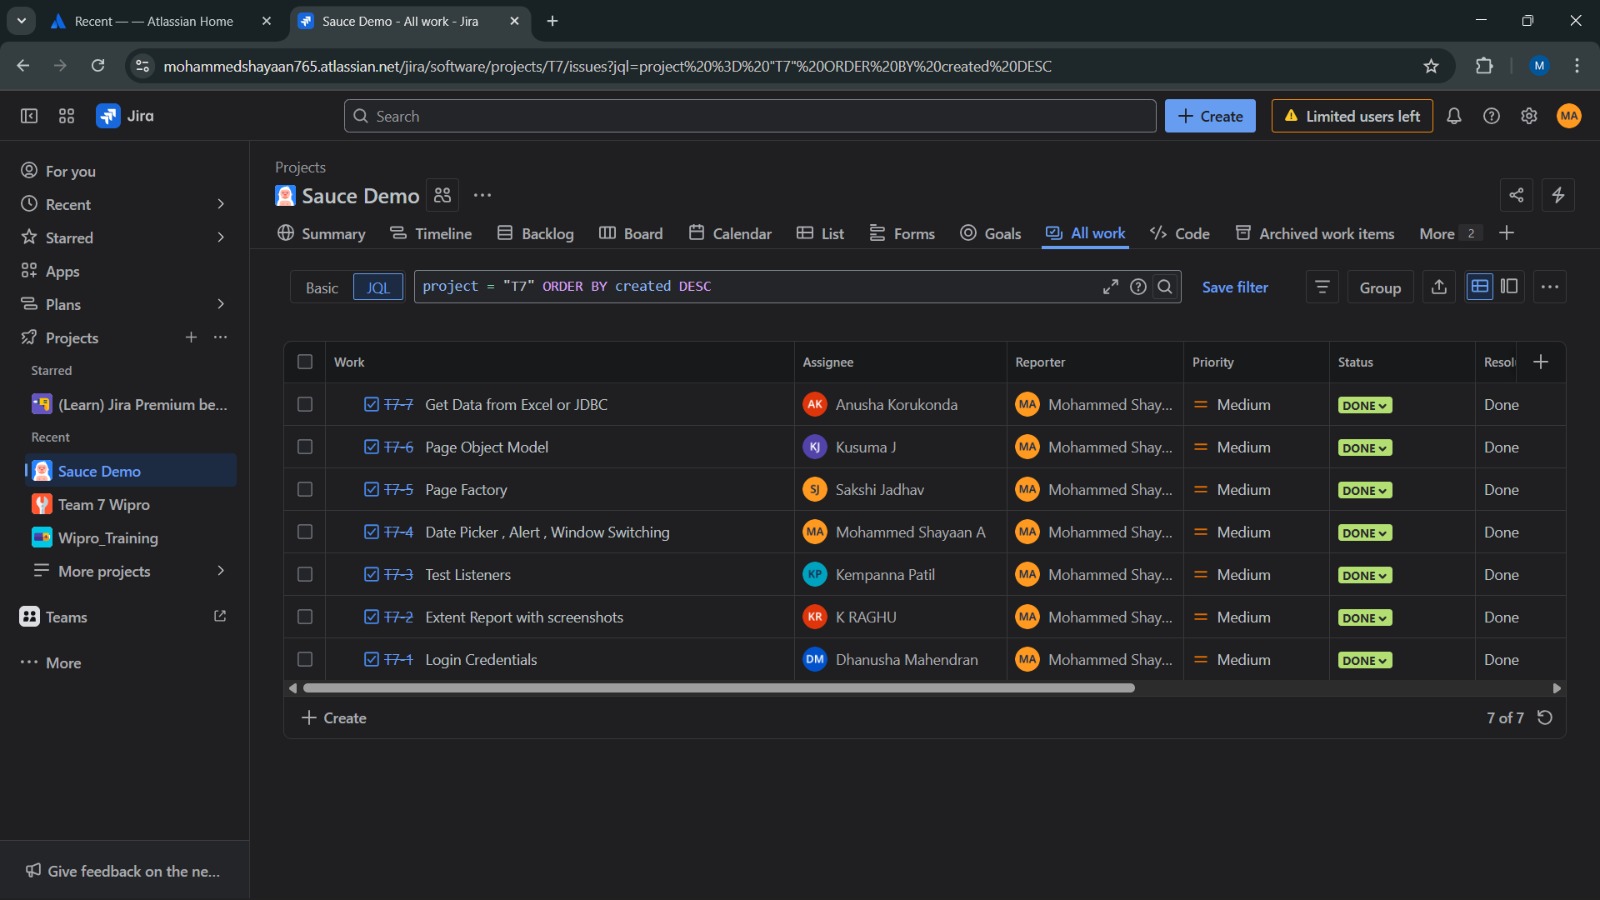 Recent — — Atlassian Home
Sauce Demo - All work - Jira
mohammedshayaan765.atlassian.net/jira/software/projects/T7/issues?jql=project%20%3D%20"T7"%20ORDER%20BY%20created%20DESC
M
Jira
Search
Create
Limited users left
MA
For you
Recent
Starred
Apps
Plans
Projects
Starred
(Learn) Jira Premium be...
Recent
Sauce Demo
Team 7 Wipro
Wipro_Training
More projects
Teams
More
Give feedback on the ne...
Projects
Sauce Demo
Summary Timeline Backlog Board Calendar List Forms Goals All work Code Archived work items More 2
Basic JQL project = "T7" ORDER BY created DESC Save filter Group
Work Assignee Reporter Priority Status Resol
T7-7 Get Data from Excel or JDBC AK Anusha Korukonda MA Mohammed Shay... Medium DONE Done
T7-6 Page Object Model KJ Kusuma J MA Mohammed Shay... Medium DONE Done
T7-5 Page Factory SJ Sakshi Jadhav MA Mohammed Shay... Medium DONE Done
T7-4 Date Picker , Alert , Window Switching MA Mohammed Shayaan A MA Mohammed Shay... Medium DONE Done
T7-3 Test Listeners KP Kempanna Patil MA Mohammed Shay... Medium DONE Done
T7-2 Extent Report with screenshots KR K RAGHU MA Mohammed Shay... Medium DONE Done
T7-1 Login Credentials DM Dhanusha Mahendran MA Mohammed Shay... Medium DONE Done
Create
7 of 7